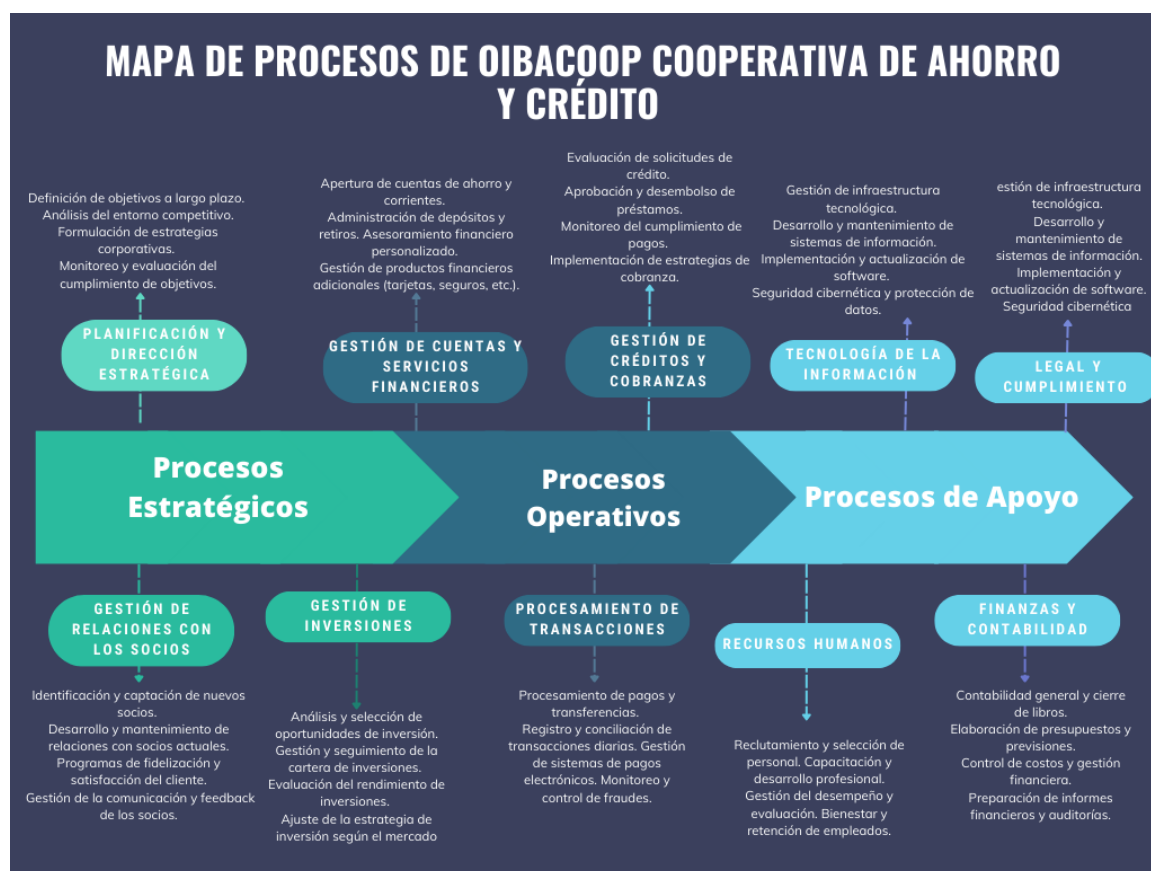 MAPA DE PROCESOS DE OIBACOOP COOPERATIVA DE AHORRO
Y CRÉDITO
Definición de objetivos a largo plazo.
Análisis del entorno competitivo.
Formulación de estrategias
corporativas.
Monitoreo y evaluación del
cumplimiento de objetivos.
PLANIFICACIÓN Y
DIRECCIÓN
ESTRATÉGICA
Apertura de cuentas de ahorro y
corrientes.
Administración de depósitos y
retiros. Asesoramiento financiero
personalizado.
Gestión de productos financieros
adicionales (tarjetas, seguros, etc.).
GESTIÓN DE CUENTAS Y
SERVICIOS
FINANCIEROS
Evaluación de solicitudes de
crédito.
Aprobación y desembolso de
préstamos.
Monitoreo del cumplimiento de
pagos.
Implementación de estrategias de
cobranza.
GESTIÓN DE
CRÉDITOS Y
COBRANZAS
Gestión de infraestructura
tecnológica.
Desarrollo y mantenimiento de
sistemas de información.
Implementación y actualización de
software.
Seguridad cibernética y protección de
datos.
TECNOLOGÍA DE LA
INFORMACIÓN
estión de infraestructura
tecnológica.
Desarrollo y
mantenimiento de
sistemas de información.
Implementación y
actualización de software.
Seguridad cibernética
LEGAL Y
CUMPLIMIENTO
Procesos
Estratégicos
Procesos
Operativos
Procesos de Apoyo
GESTIÓN DE
RELACIONES CON
LOS SOCIOS
Identificación y captación de nuevos
socios.
Desarrollo y mantenimiento de
relaciones con socios actuales.
Programas de fidelización y
satisfacción del cliente.
Gestión de la comunicación y feedback
de los socios.
GESTIÓN DE
INVERSIONES
Análisis y selección de
oportunidades de inversión.
Gestión y seguimiento de la
cartera de inversiones.
Evaluación del rendimiento de
inversiones.
Ajuste de la estrategia de
inversión según el mercado
PROCESAMIENTO DE
TRANSACCIONES
Procesamiento de pagos y
transferencias.
Registro y conciliación de
transacciones diarias. Gestión
de sistemas de pagos
electrónicos. Monitoreo y
control de fraudes.
RECURSOS HUMANOS
Reclutamiento y selección de
personal. Capacitación y
desarrollo profesional.
Gestión del desempeño y
evaluación. Bienestar y
retención de empleados.
FINANZAS Y
CONTABILIDAD
Contabilidad general y cierre
de libros.
Elaboración de presupuestos y
previsiones.
Control de costos y gestión
financiera.
Preparación de informes
financieros y auditorías.